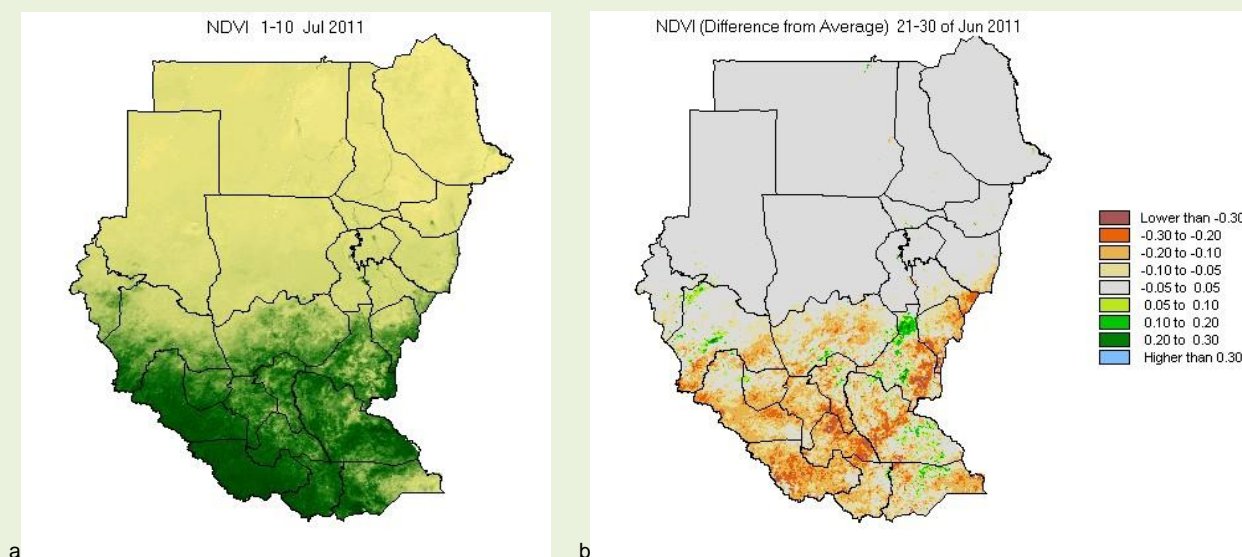 NDVI 1-10 Jul 2011
NDVI (Difference from Average) 21-30 of Jun 2011
Lower than -0.30
-0.30 to -0.20
-0.20 to -0.10
-0.10 to -0.05
-0.05 to 0.05
0.05 to 0.10
0.10 to 0.20
0.20 to 0.30
Higher than 0.30
a
b